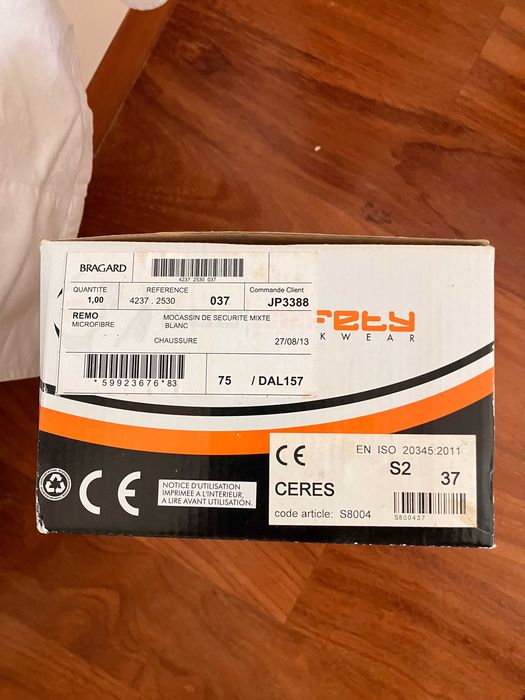 BRAGARD
4237 2530 037
QUANTITE REFERENCE Commande Client
1,00 4237 . 2530 037 JP3388
REMO MOCASSIN DE SECURITE MIXTE
MICROFIBRE BLANC
CHAUSSURE 27/08/13
*59923676*83
75 / DAL157
fety
KWEAR
CE
NOTICE D'UTILISATION
IMPRIMEE A L'INTERIEUR,
A LIRE AVANT UTILISATION.
CE
EN ISO 20345:2011
S2
37
CERES
code article: S8004
S800437